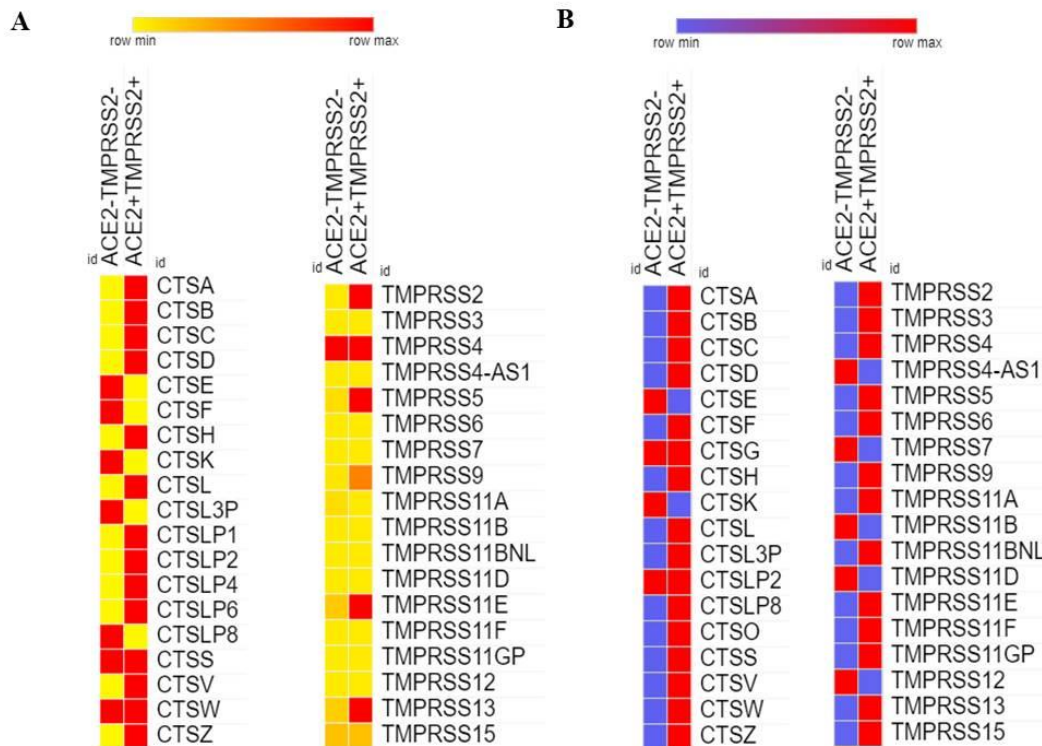 A
row min
row max
id
ACE2-TMPRSS2-
ACE2+TMPRSS2+
id
CTSA
CTSB
CTSC
CTSD
CTSE
CTSF
CTSH
CTSK
CTSL
CTSL3P
CTSLP1
CTSLP2
CTSLP4
CTSLP6
CTSLP8
CTSS
CTSV
CTSW
CTSZ
id
ACE2-TMPRSS2-
ACE2+TMPRSS2+
id
TMPRSS2
TMPRSS3
TMPRSS4
TMPRSS4-AS1
TMPRSS5
TMPRSS6
TMPRSS7
TMPRSS9
TMPRSS11A
TMPRSS11B
TMPRSS11BNL
TMPRSS11D
TMPRSS11E
TMPRSS11F
TMPRSS11GP
TMPRSS12
TMPRSS13
TMPRSS15
B
row min
row max
id
ACE2-TMPRSS2-
ACE2+TMPRSS2+
id
CTSA
CTSB
CTSC
CTSD
CTSE
CTSF
CTSG
CTSH
CTSK
CTSL
CTSL3P
CTSLP2
CTSLP8
CTSO
CTSS
CTSV
CTSW
CTSZ
id
ACE2-TMPRSS2-
ACE2+TMPRSS2+
id
TMPRSS2
TMPRSS3
TMPRSS4
TMPRSS4-AS1
TMPRSS5
TMPRSS6
TMPRSS7
TMPRSS9
TMPRSS11A
TMPRSS11B
TMPRSS11BNL
TMPRSS11D
TMPRSS11E
TMPRSS11F
TMPRSS11GP
TMPRSS12
TMPRSS13
TMPRSS15